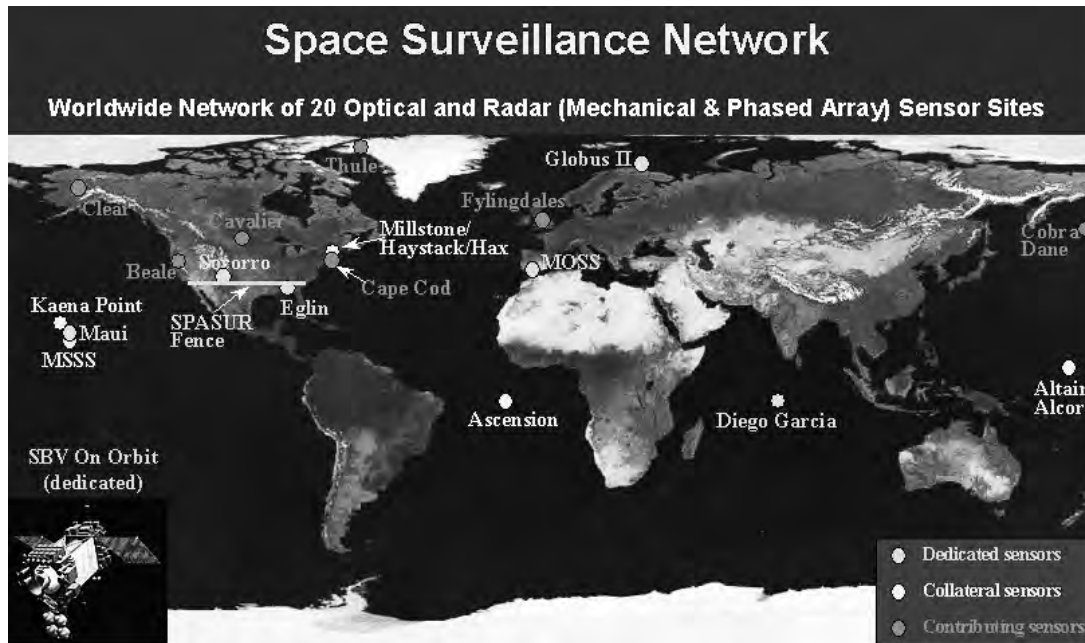 Space Surveillance Network
Worldwide Network of 20 Optical and Radar (Mechanical & Phased Array) Sensor Sites
Thule
Globus II
Clear
Fylingdales
Cavalier
Millstone/
Haystack/Hax
Cobra
Dane
Beale
Socorro
MOSS
Cape Cod
Kaena Point
Eglin
SPASUR
Fence
Maui
MSSS
Altair
Alcor
Ascension
Diego Garcia
SBV On Orbit
(dedicated)
Dedicated sensors
Collateral sensors
Contributing sensors